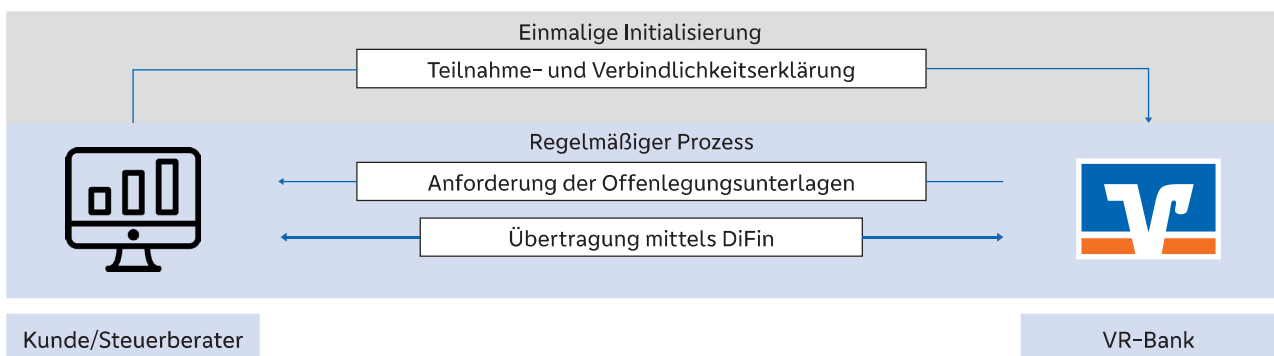 Einmalige Initialisierung
Teilnahme- und Verbindlichkeitserklärung
Regelmäßiger Prozess
Anforderung der Offenlegungsunterlagen
Übertragung mittels DiFin
Kunde/Steuerberater
VR-Bank